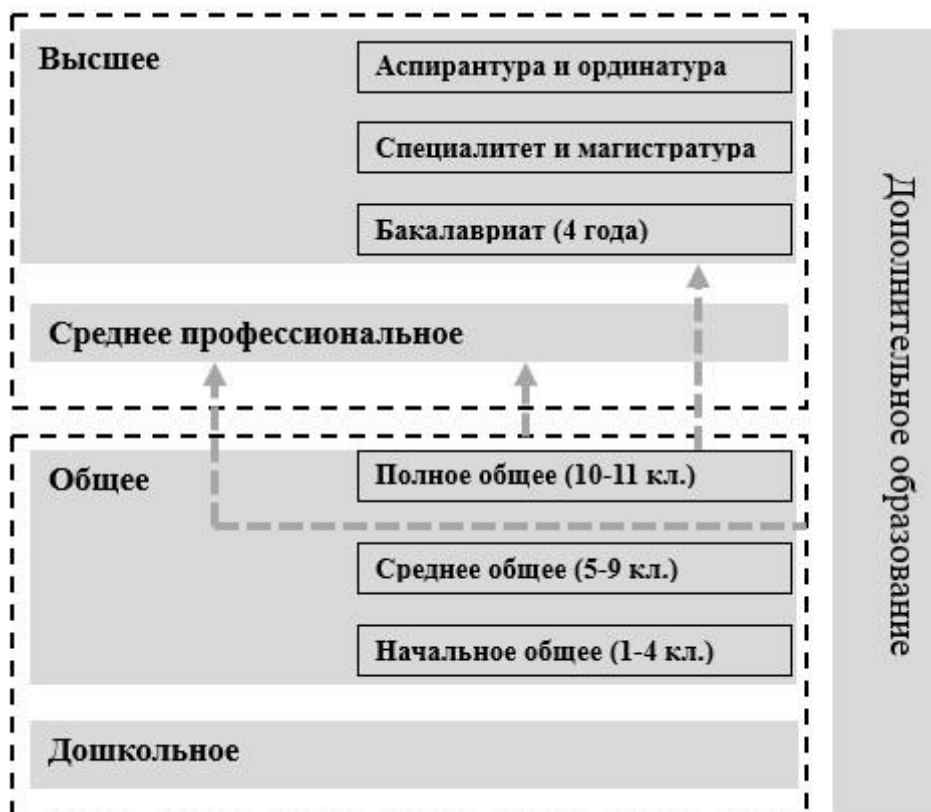 Высшее
Аспирантура и ординатура
Специалитет и магистратура
Бакалавриат (4 года)
Среднее профессиональное
Общее
Полное общее (10-11 кл.)
Среднее общее (5-9 кл.)
Начальное общее (1-4 кл.)
Дошкольное
Дополнительное образование